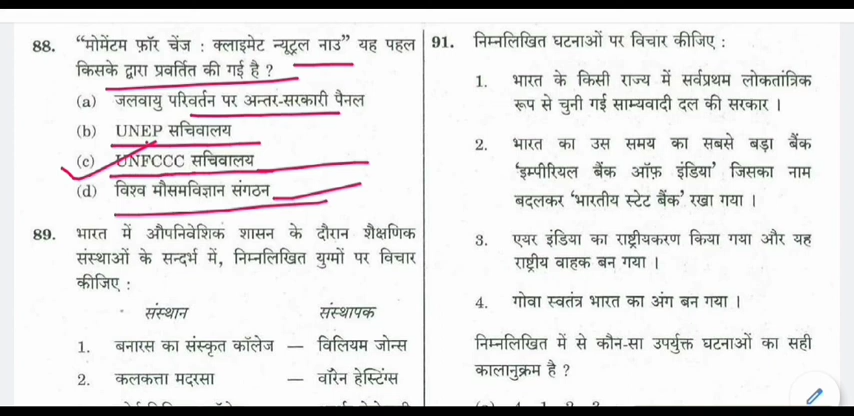 88. "मोमेंटम फ़ॉर चेंज : क्लाइमेट न्यूट्रल नाउ" यह पहल
किसके द्वारा प्रवर्तित की गई है ?
(a) जलवायु परिवर्तन पर अन्तर-सरकारी पैनल
(b) UNEP सचिवालय
(c) UNFCCC सचिवालय
(d) विश्व मौसमविज्ञान संगठन
89. भारत में औपनिवेशिक शासन के दौरान शैक्षणिक
संस्थाओं के सन्दर्भ में, निम्नलिखित युग्मों पर विचार
कीजिए :
संस्थान संस्थापक
1. बनारस का संस्कृत कॉलेज — विलियम जोन्स
2. कलकत्ता मदरसा — वॉरेन हेस्टिंग्स
91. निम्नलिखित घटनाओं पर विचार कीजिए :
1. भारत के किसी राज्य में सर्वप्रथम लोकतांत्रिक
रूप से चुनी गई साम्यवादी दल की सरकार ।
2. भारत का उस समय का सबसे बड़ा बैंक
'इम्पीरियल बैंक ऑफ़ इंडिया' जिसका नाम
बदलकर 'भारतीय स्टेट बैंक' रखा गया ।
3. एयर इंडिया का राष्ट्रीयकरण किया गया और यह
राष्ट्रीय वाहक बन गया ।
4. गोवा स्वतंत्र भारत का अंग बन गया ।
निम्नलिखित में से कौन-सा उपर्युक्त घटनाओं का सही
कालानुक्रम है ?